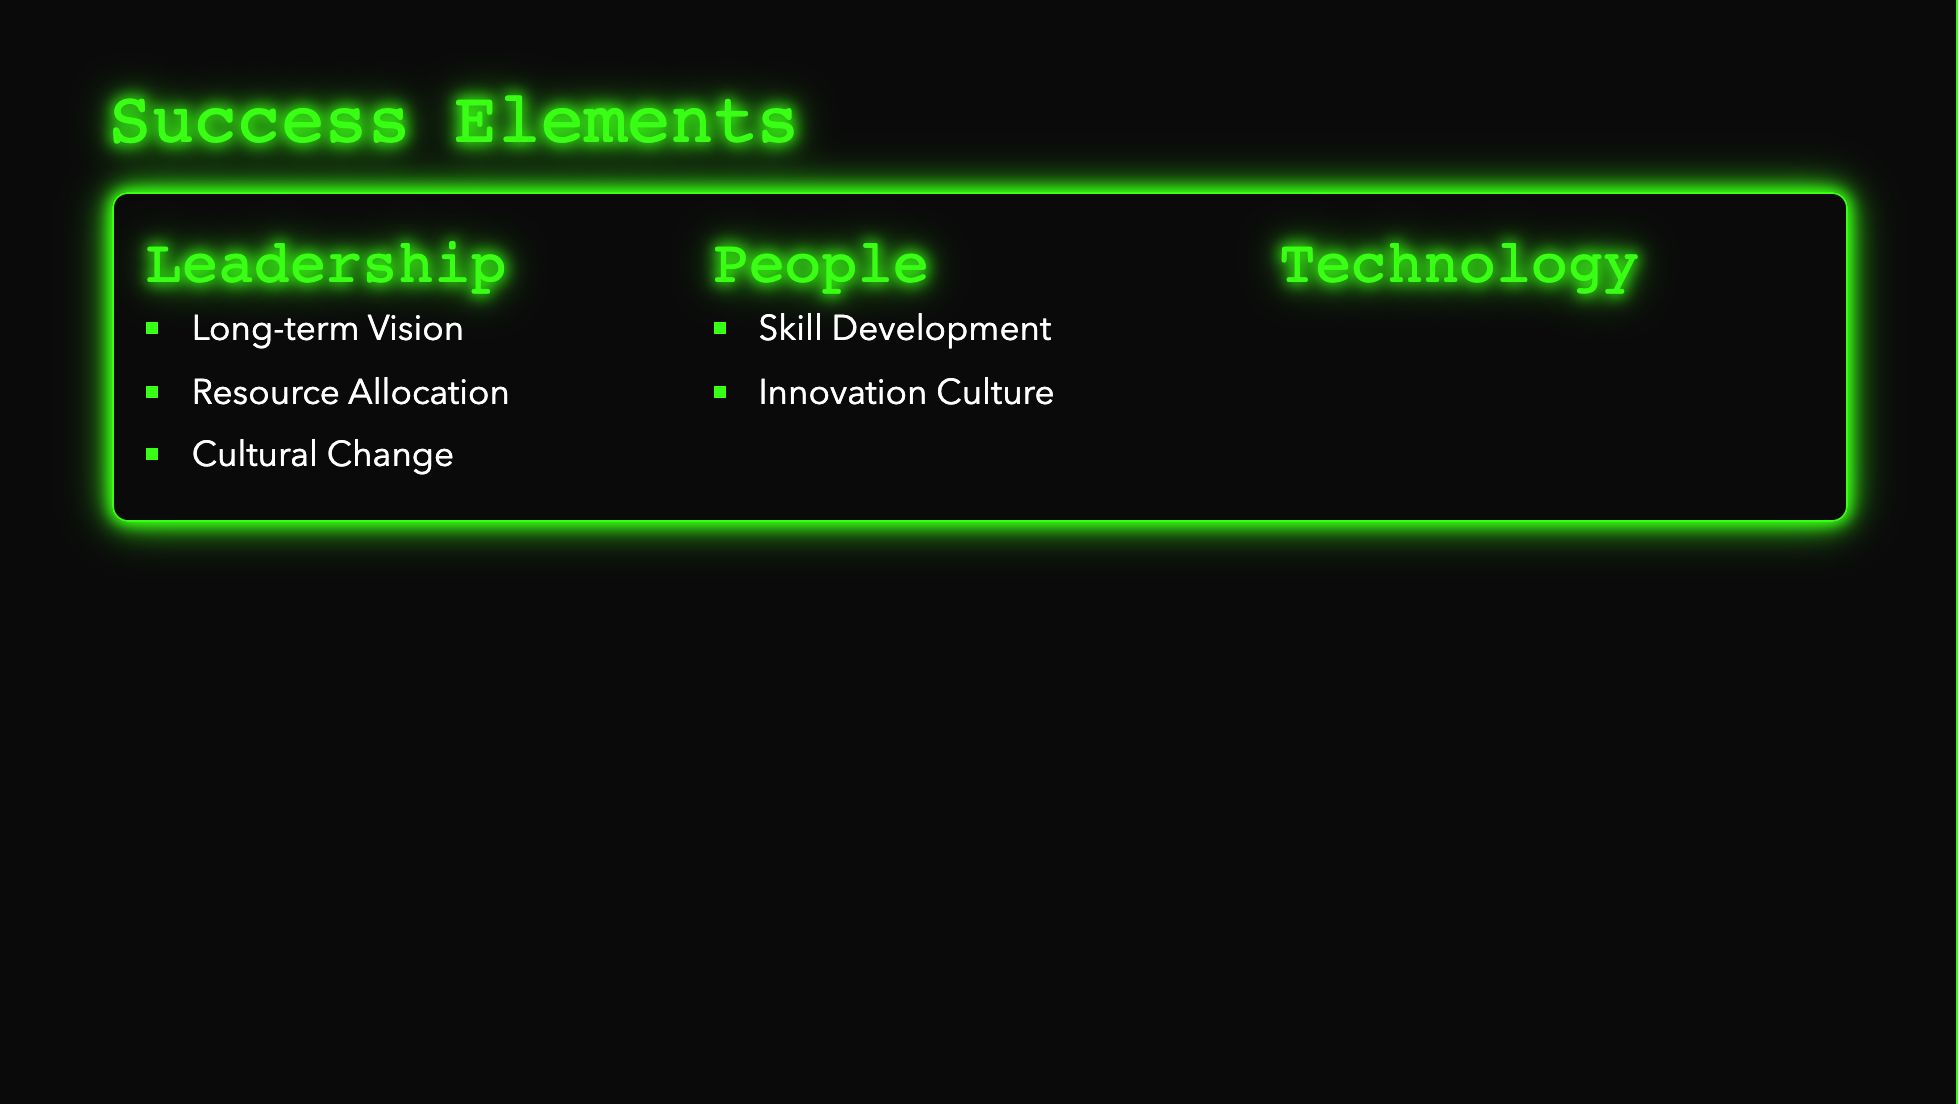 Success Elements
Leadership
Long-term Vision
Resource Allocation
Cultural Change
People
Skill Development
Innovation Culture
Technology